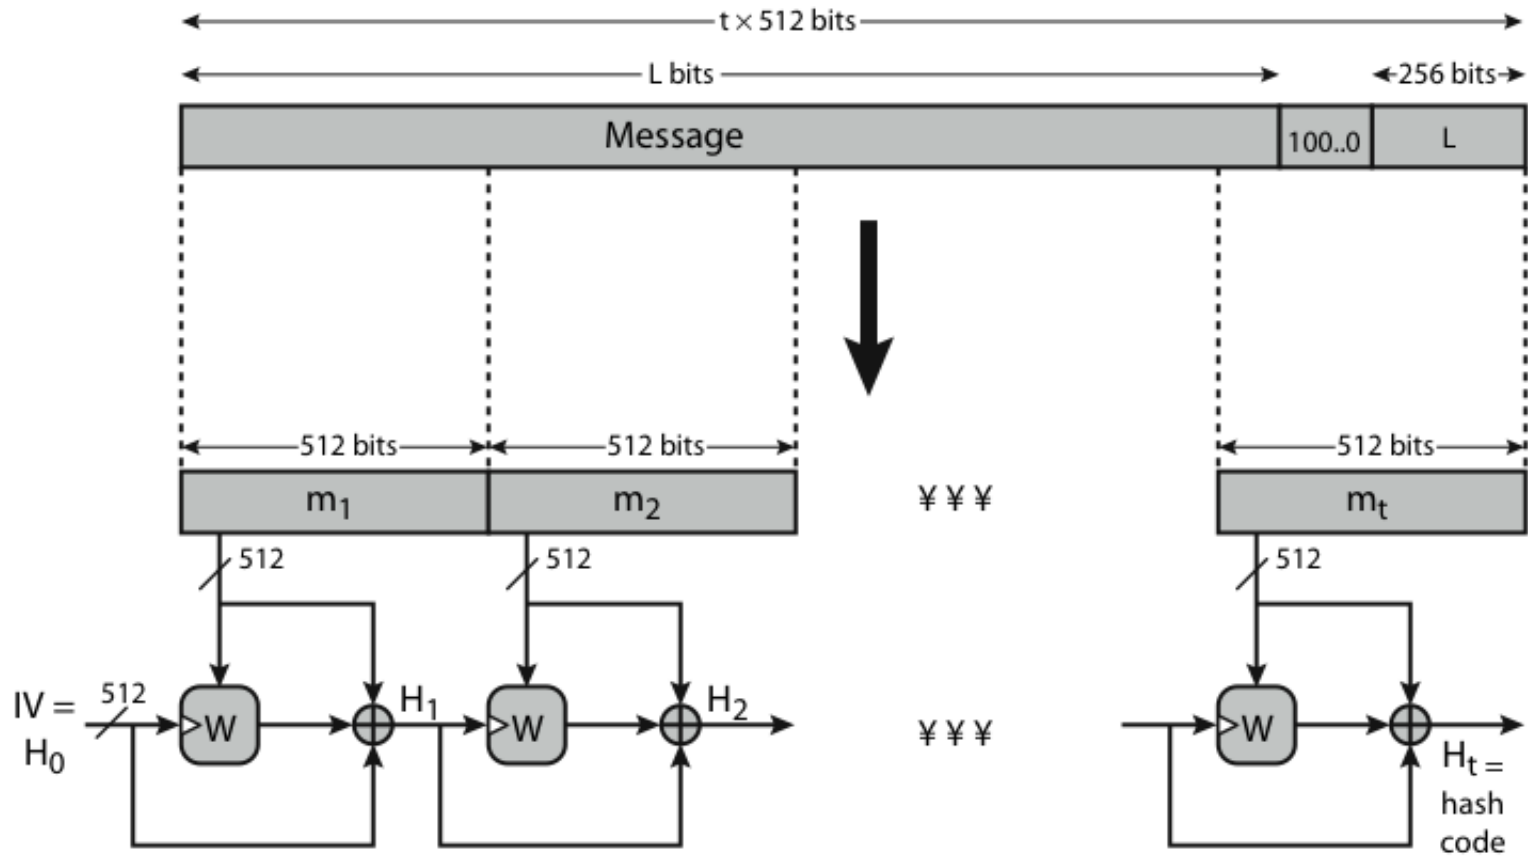 t × 512 bits
L bits
256 bits
Message
100..0
L
512 bits
512 bits
512 bits
m₁
m₂
¥ ¥ ¥
mₜ
512
512
512
IV =
H₀
512
W
H₁
W
H₂
¥ ¥ ¥
W
Hₜ =
hash
code